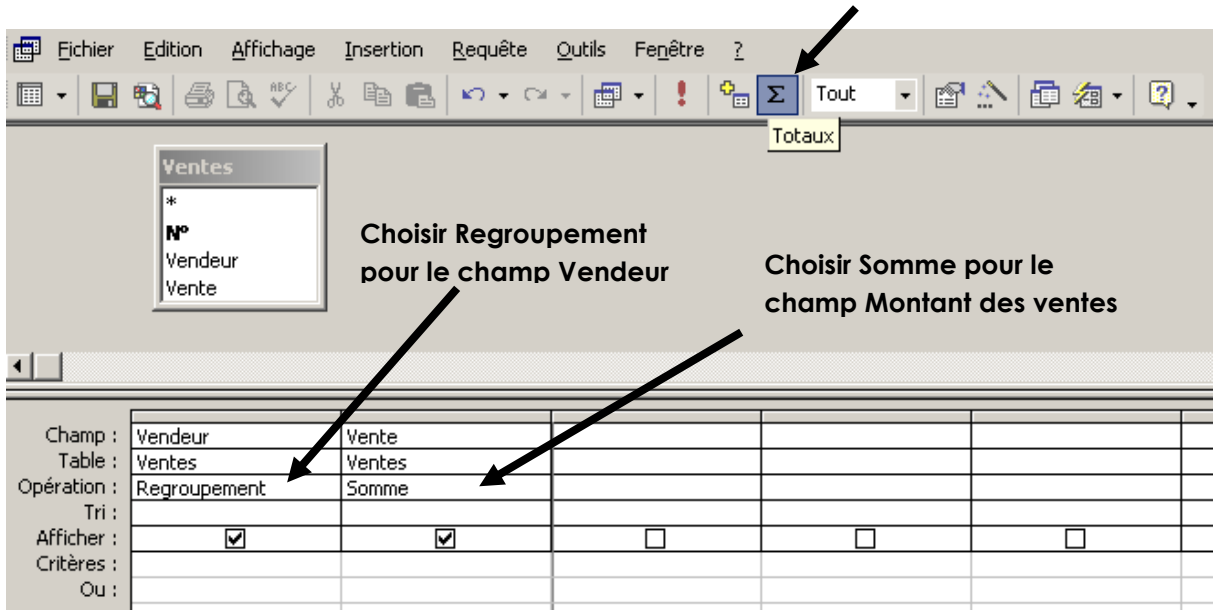 Fichier Edition Affichage Insertion Requête Outils Fenêtre ?
ABC Σ Tout
Totaux
Ventes
*
N°
Vendeur
Vente
Choisir Regroupement
pour le champ Vendeur
Choisir Somme pour le
champ Montant des ventes
Champ : Vendeur Vente
Table : Ventes Ventes
Opération : Regroupement Somme
Tri :
Afficher :
Critères :
Ou :